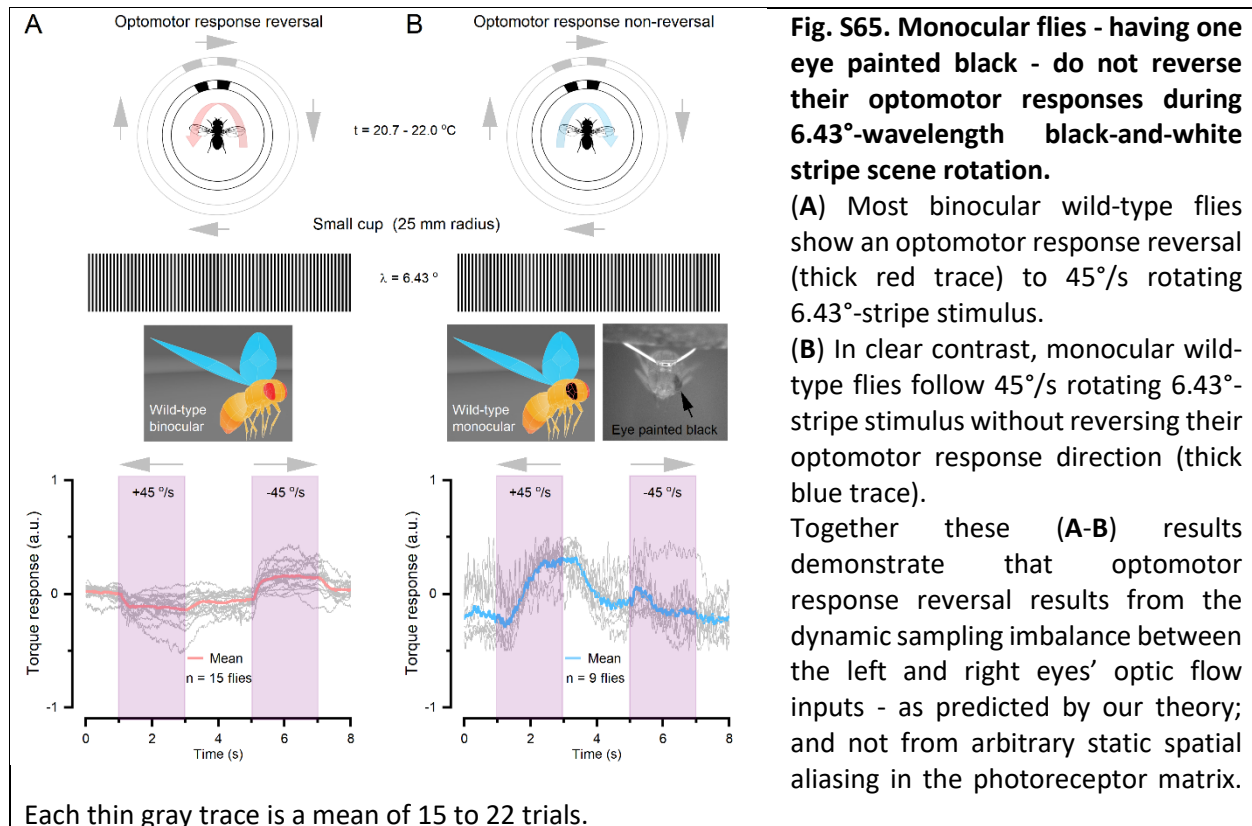 A Optomotor response reversal
B Optomotor response non-reversal
t = 20.7 - 22.0 °C
Small cup (25 mm radius)
λ = 6.43 °
Wild-type
binocular
Wild-type
monocular
Eye painted black
+45 °/s
-45 °/s
Torque response (a.u.)
1
0
-1
Mean
n = 15 flies
0 2 4 6 8
Time (s)
+45 °/s
-45 °/s
Torque response (a.u.)
1
0
-1
Mean
n = 9 flies
0 2 4 6 8
Time (s)
Fig. S65. Monocular flies - having one
eye painted black - do not reverse
their optomotor responses during
6.43°-wavelength black-and-white
stripe scene rotation.
(A) Most binocular wild-type flies
show an optomotor response reversal
(thick red trace) to 45°/s rotating
6.43°-stripe stimulus.
(B) In clear contrast, monocular wild-
type flies follow 45°/s rotating 6.43°-
stripe stimulus without reversing their
optomotor response direction (thick
blue trace).
Together these (A-B) results
demonstrate that optomotor
response reversal results from the
dynamic sampling imbalance between
the left and right eyes’ optic flow
inputs - as predicted by our theory;
and not from arbitrary static spatial
aliasing in the photoreceptor matrix.
Each thin gray trace is a mean of 15 to 22 trials.